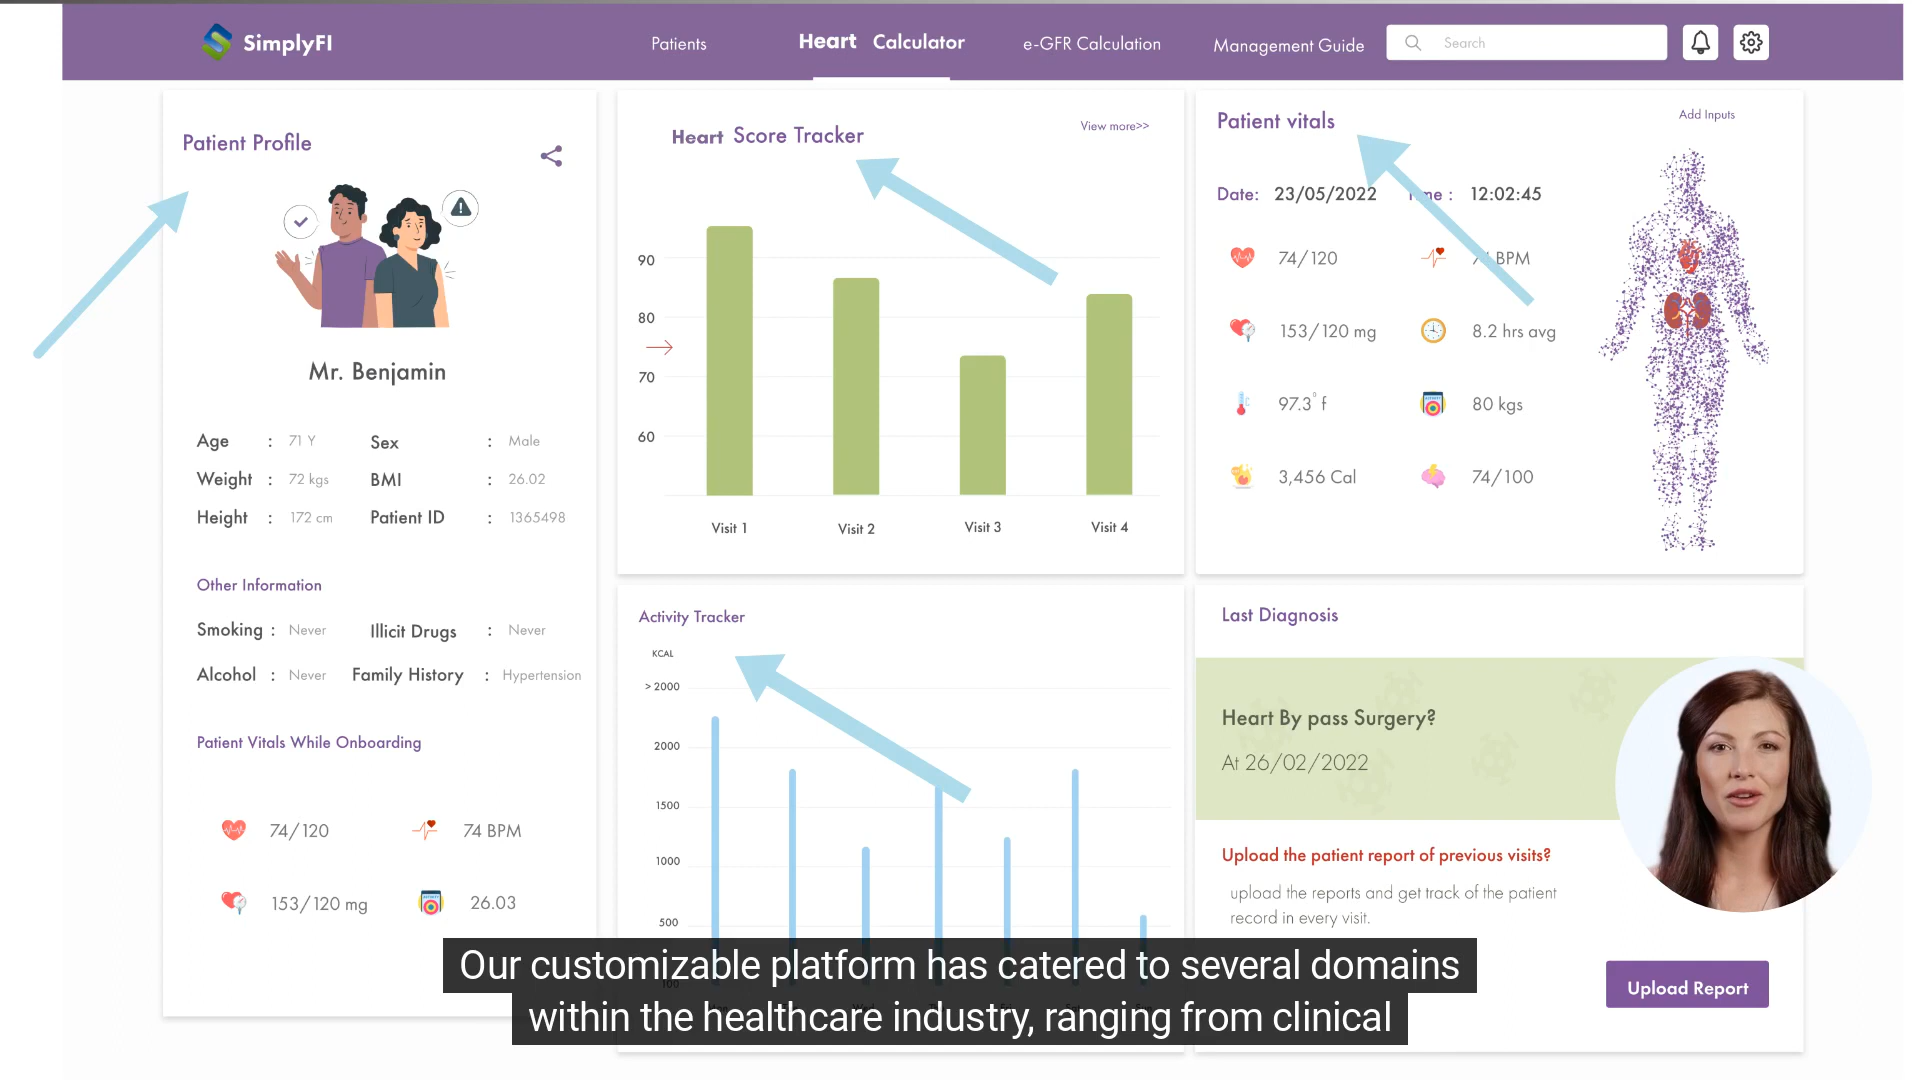 SimplyFI
Patients
Heart Calculator
e-GFR Calculation
Management Guide
Search
Patient Profile
Mr. Benjamin
Age : 71 Y Sex : Male
Weight : 72 kgs BMI : 26.02
Height : 172 cm Patient ID : 1365498
Other Information
Smoking : Never Illicit Drugs : Never
Alcohol : Never Family History : Hypertension
Patient Vitals While Onboarding
74/120 74 BPM
153/120 mg 26.03
Heart Score Tracker
View more>>
90
80
70
60
Visit 1 Visit 2 Visit 3 Visit 4
Patient vitals
Add Inputs
Date: 23/05/2022 : 12:02:45
74/120 BPM
153/120 mg 8.2 hrs avg
97.3° f 80 kgs
3,456 Cal 74/100
Activity Tracker
KCAL
> 2000
2000
1500
1000
500
Last Diagnosis
Heart By pass Surgery?
At 26/02/2022
Upload the patient report of previous visits?
upload the reports and get track of the patient
record in every visit.
Upload Report
Our customizable platform has catered to several domains
within the healthcare industry, ranging from clinical